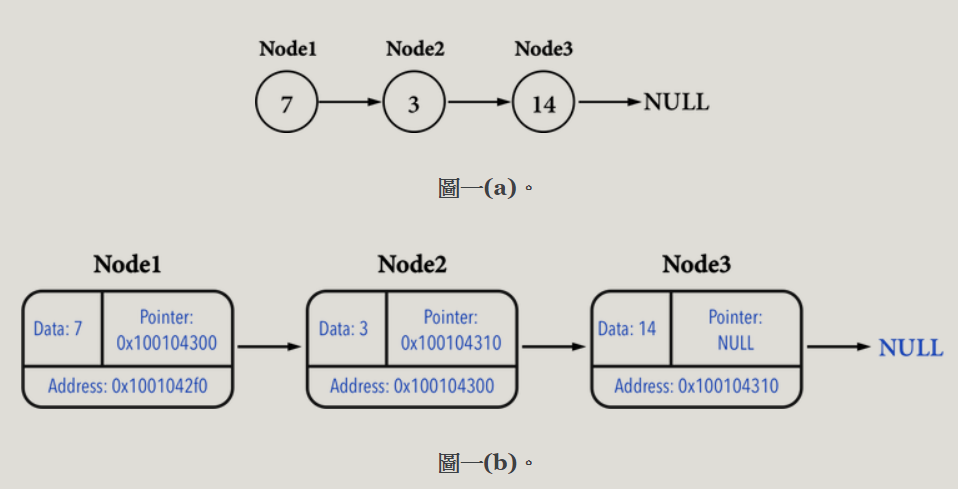 Node1 Node2 Node3
7 3 14 NULL
圖一(a)。
Node1 Node2 Node3
Data: 7 Pointer: 0x100104300 Data: 3 Pointer: 0x100104310 Data: 14 Pointer: NULL NULL
Address: 0x1001042f0 Address: 0x100104300 Address: 0x100104310
圖一(b)。